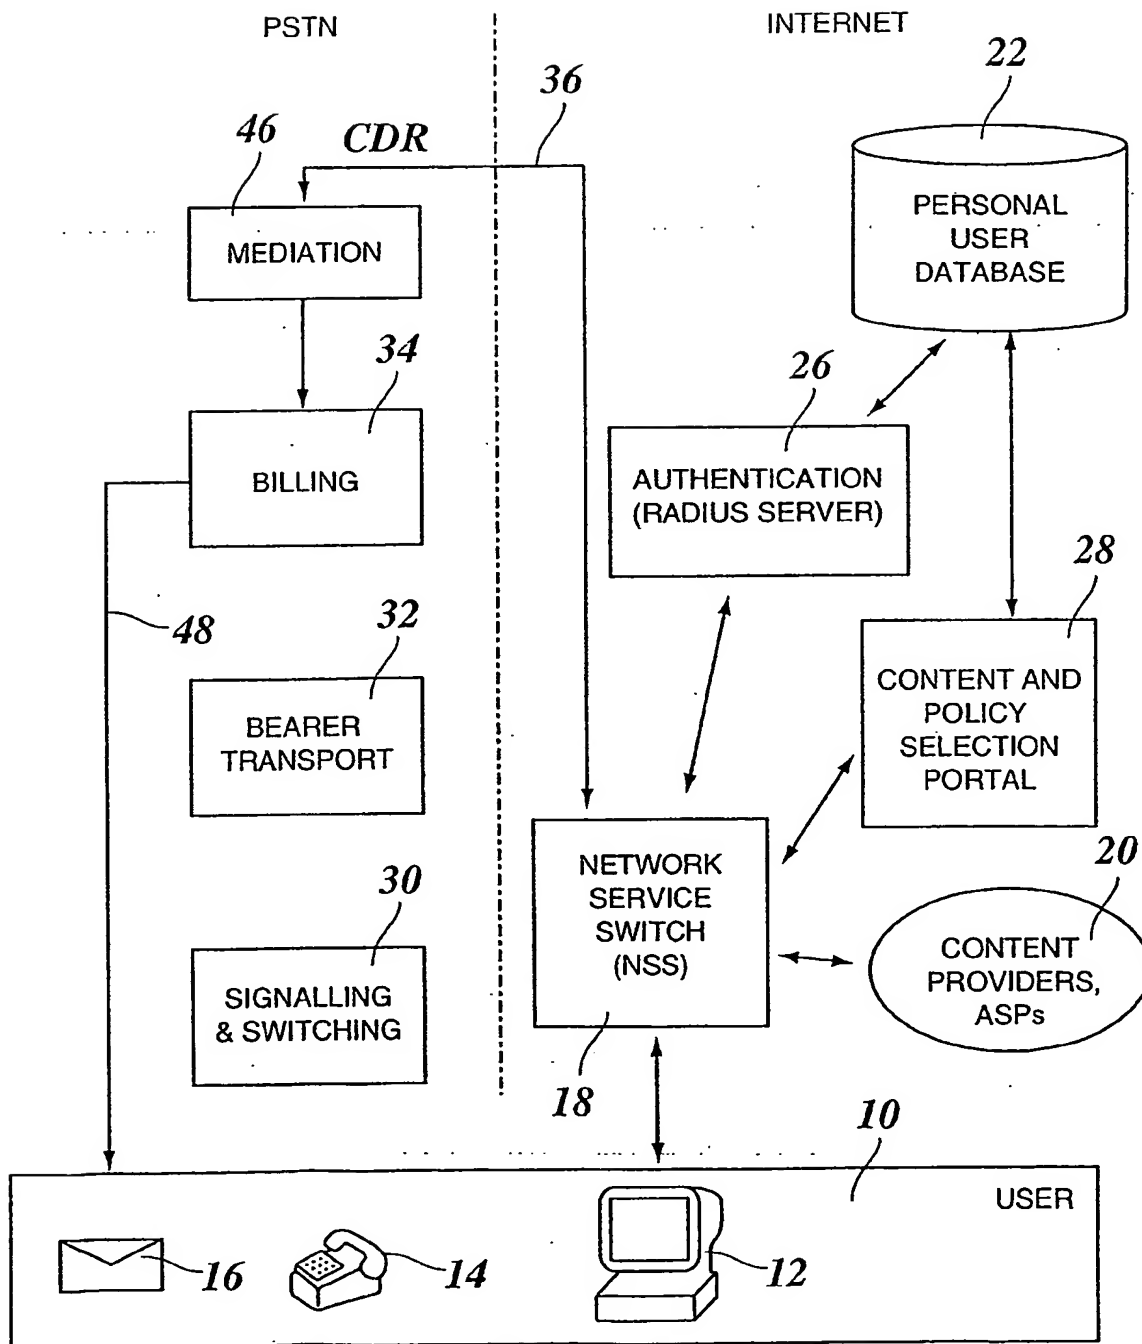 PSTN
INTERNET
22
36
46
CDR
PERSONAL
USER
DATABASE
MEDIATION
34
26
BILLING
AUTHENTICATION
(RADIUS SERVER)
28
48
32
CONTENT AND
POLICY
SELECTION
PORTAL
BEARER
TRANSPORT
20
30
NETWORK
SERVICE
SWITCH
(NSS)
CONTENT
PROVIDERS,
ASPs
SIGNALLING
& SWITCHING
18
10
USER
16
14
12